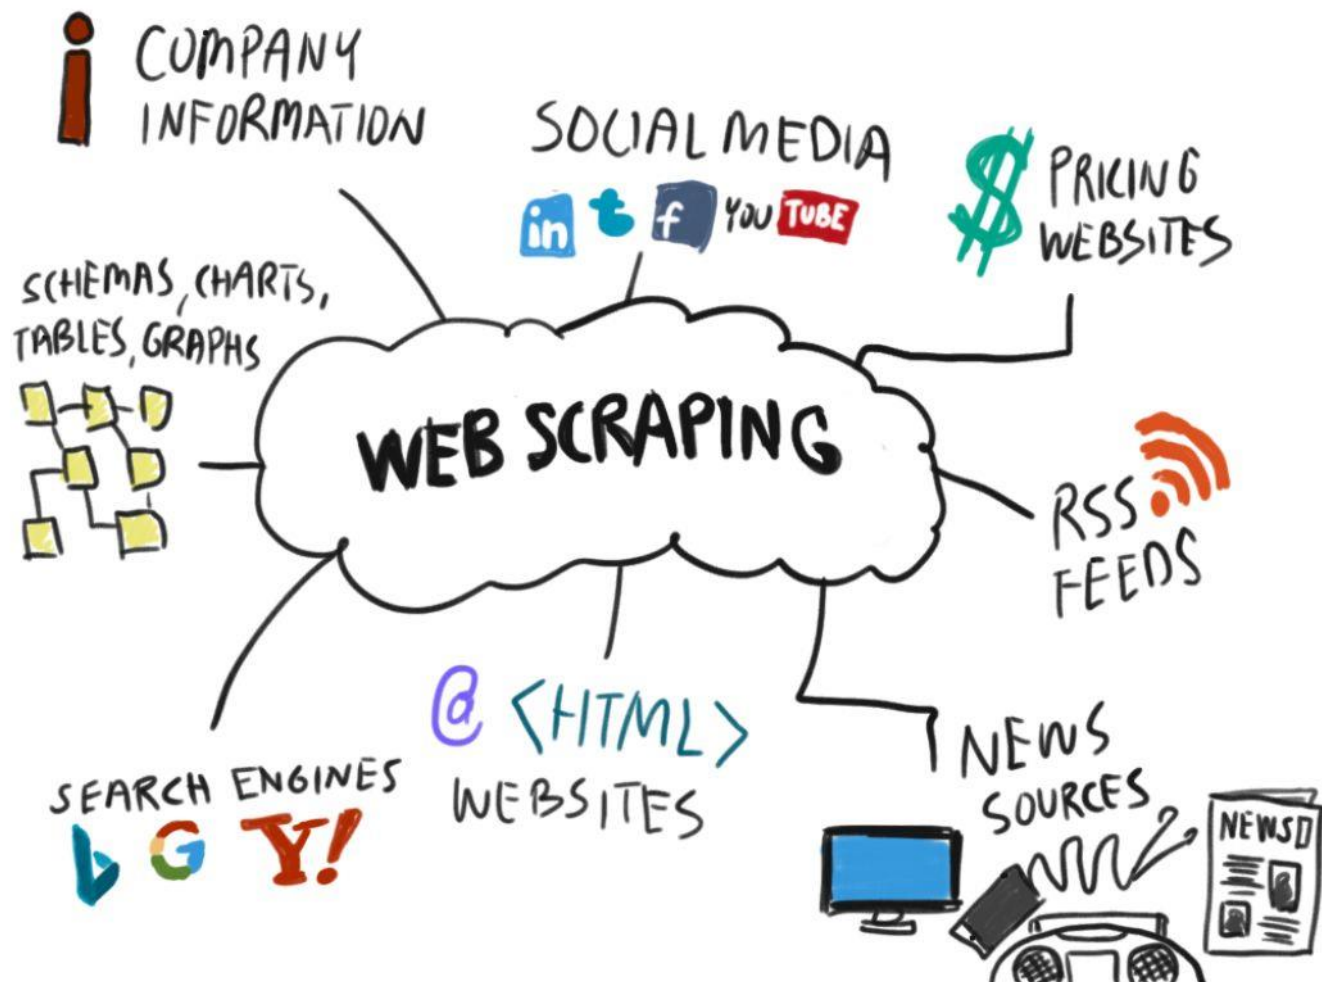 COMPANY
INFORMATION
SOCIAL MEDIA
in t f YOU TUBE
PRICING
WEBSITES
SCHEMAS, CHARTS,
TABLES, GRAPHS
WEB SCRAPING
RSS
FEEDS
@ <HTML>
WEBSITES
SEARCH ENGINES
b G Y!
NEWS
SOURCES
NEWS